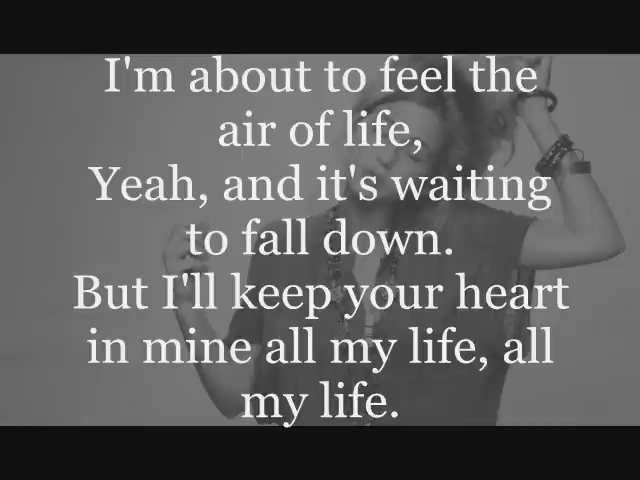 I'm about to feel the
air of life,
Yeah, and it's waiting
to fall down.
But I'll keep your heart
in mine all my life, all
my life.